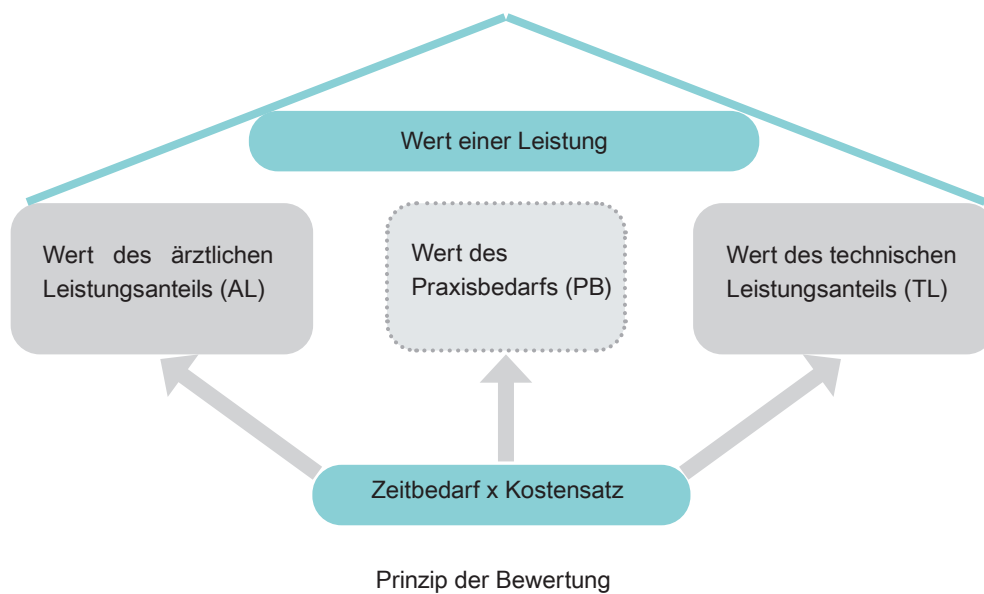 Wert einer Leistung
Wert des ärztlichen
Leistungsanteils (AL)
Wert des
Praxisbedarfs (PB)
Wert des technischen
Leistungsanteils (TL)
Zeitbedarf x Kostensatz
Prinzip der Bewertung